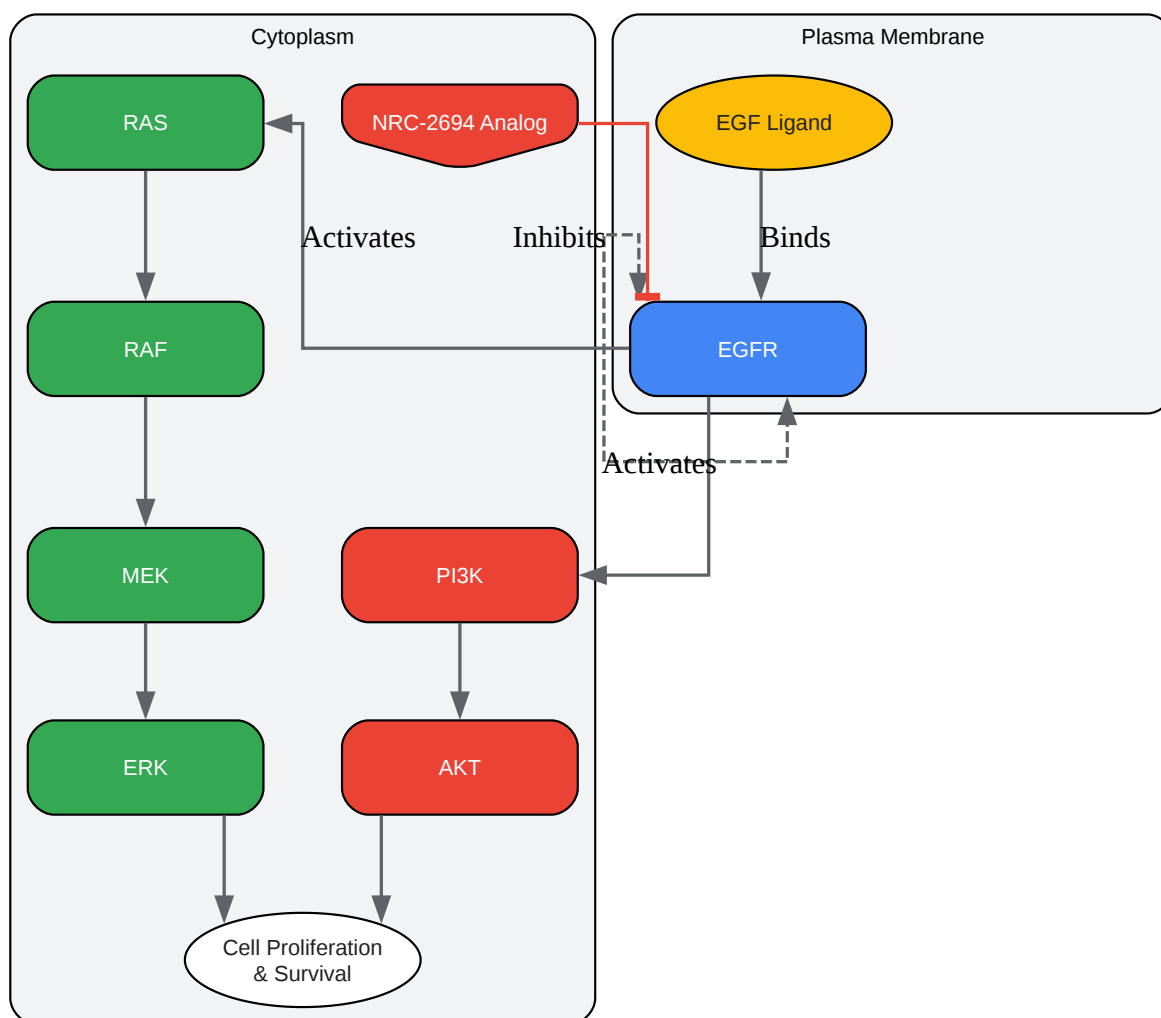 Cytoplasm
Plasma Membrane
RAS
NRC-2694 Analog
EGF Ligand
Activates
Inhibits
Binds
RAF
EGFR
Activates
MEK
PI3K
ERK
AKT
Cell Proliferation
& Survival